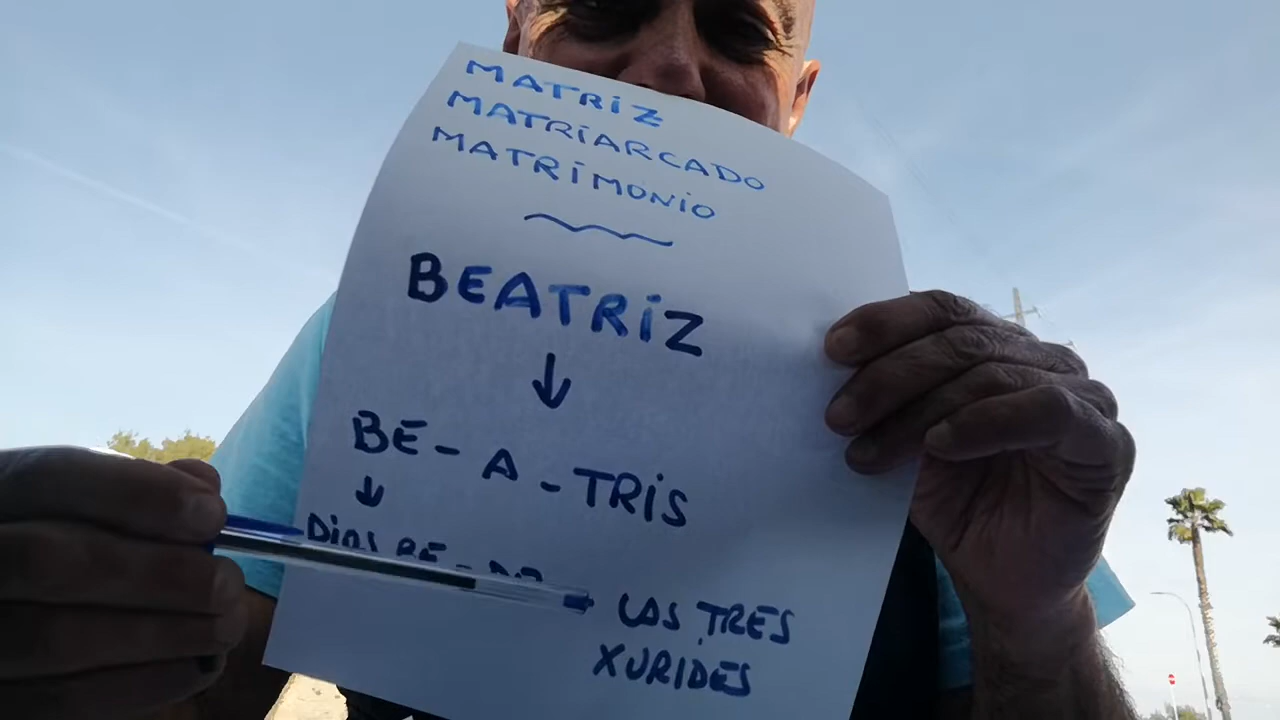 MATRiZ
MATRiARCADO
MATRiMONiO
BEATRiZ
BE - A - TRiS
LAS TRES
XURIDES